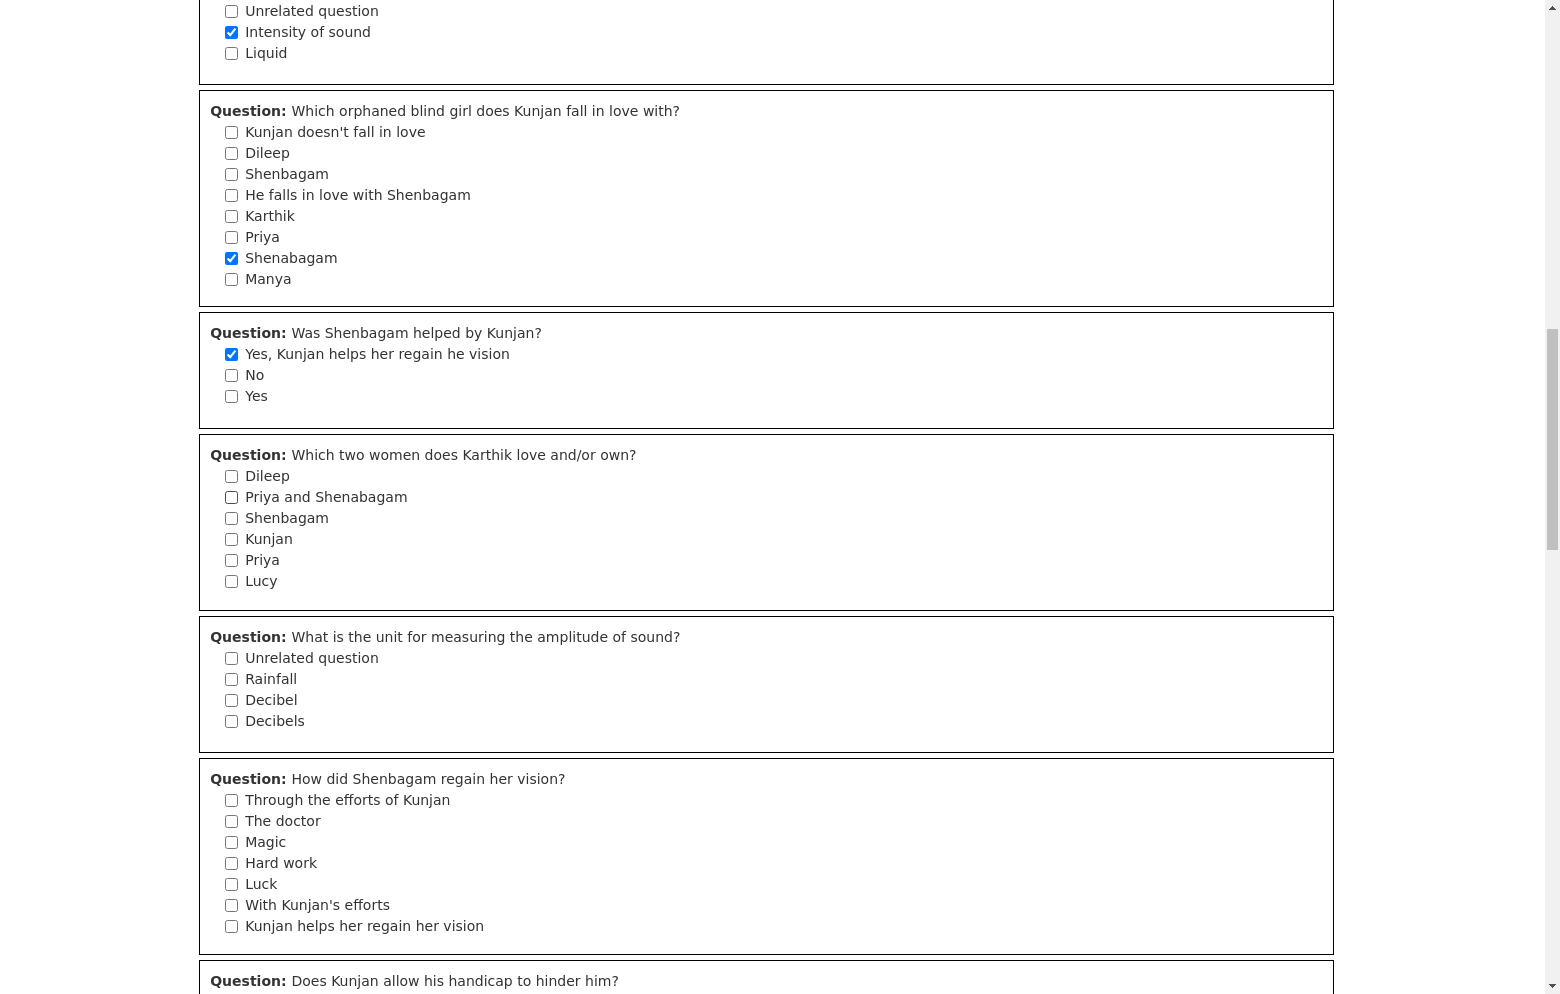 Unrelated question
Intensity of sound
Liquid
Question: Which orphaned blind girl does Kunjan fall in love with?
Kunjan doesn't fall in love
Dileep
Shenbagam
He falls in love with Shenbagam
Karthik
Priya
Shenabagam
Manya
Question: Was Shenbagam helped by Kunjan?
Yes, Kunjan helps her regain he vision
No
Yes
Question: Which two women does Karthik love and/or own?
Dileep
Priya and Shenabagam
Shenbagam
Kunjan
Priya
Lucy
Question: What is the unit for measuring the amplitude of sound?
Unrelated question
Rainfall
Decibel
Decibels
Question: How did Shenbagam regain her vision?
Through the efforts of Kunjan
The doctor
Magic
Hard work
Luck
With Kunjan's efforts
Kunjan helps her regain her vision
Question: Does Kunjan allow his handicap to hinder him?